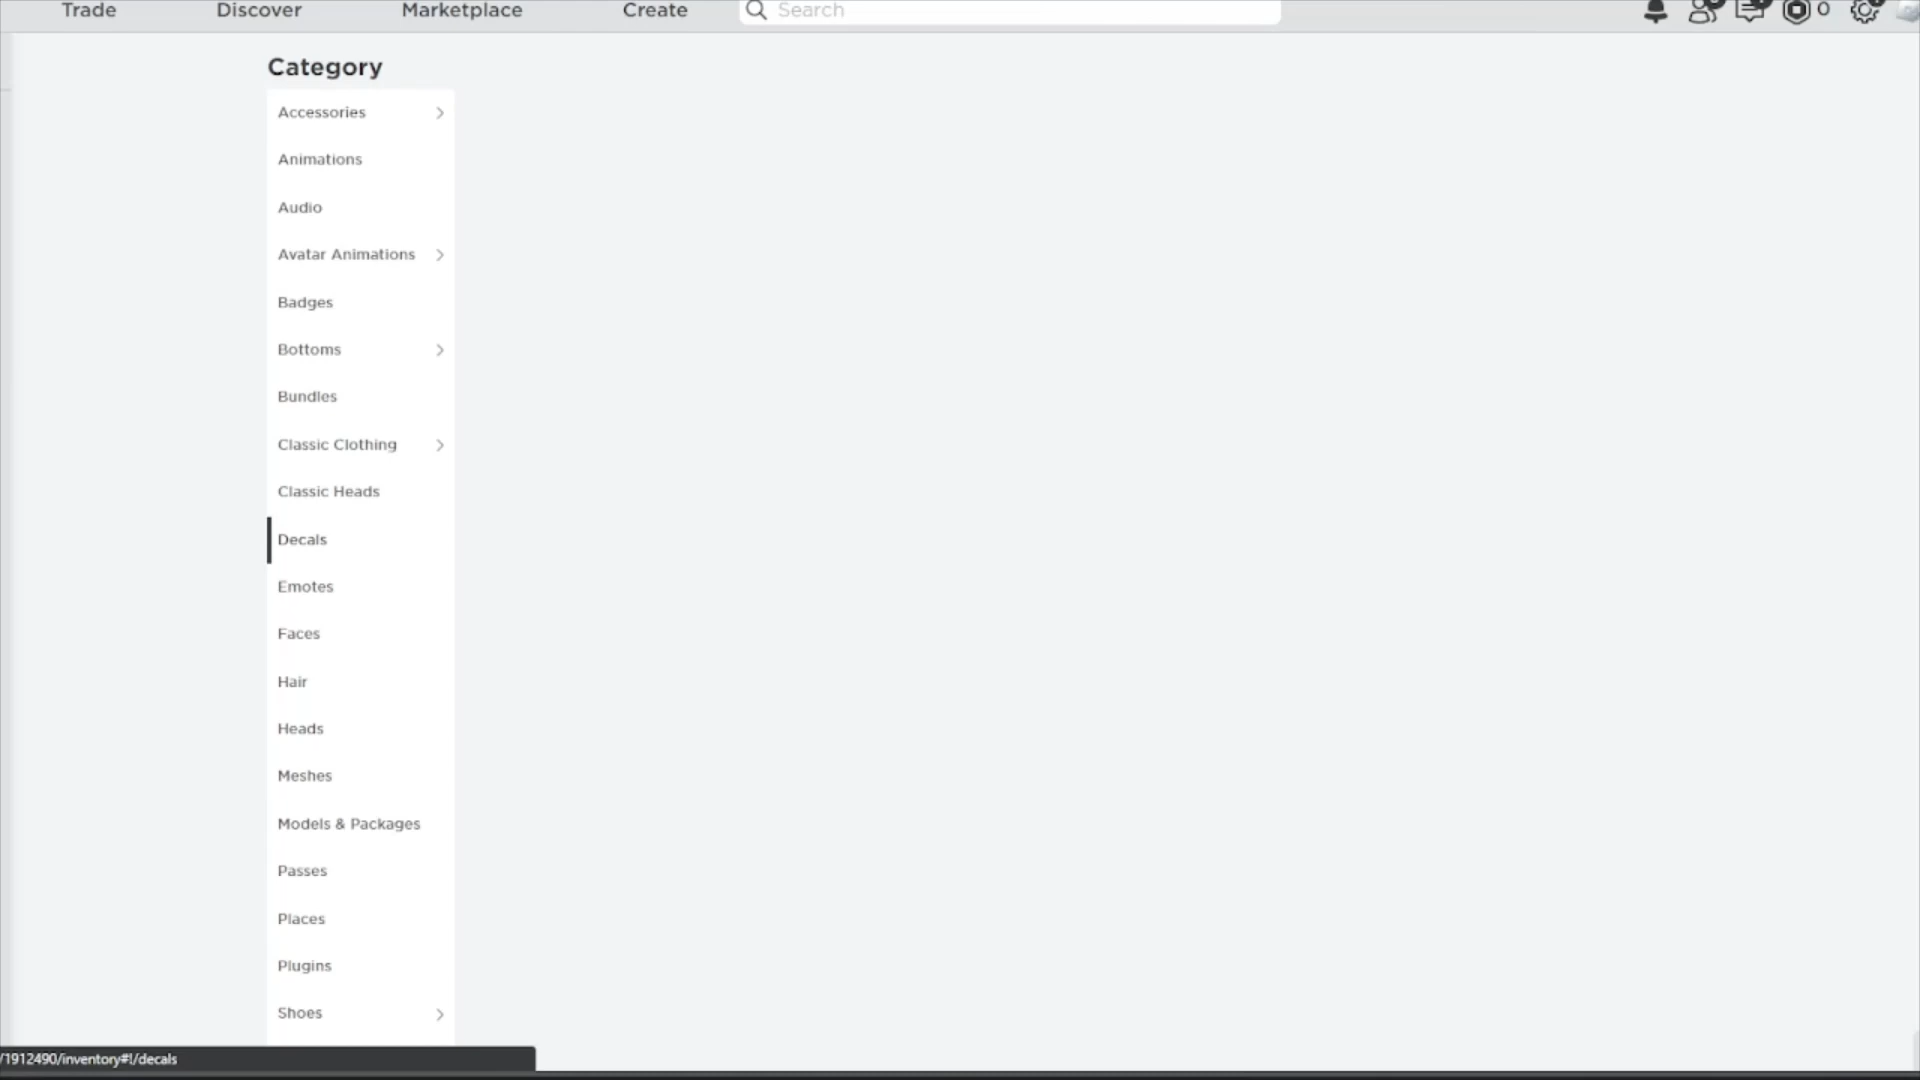 Trade Discover Marketplace Create Search 0
Category
Accessories
Animations
Audio
Avatar Animations
Badges
Bottoms
Bundles
Classic Clothing
Classic Heads
Decals
Emotes
Faces
Hair
Heads
Meshes
Models & Packages
Passes
Places
Plugins
Shoes
/1912490/inventory#!/decals